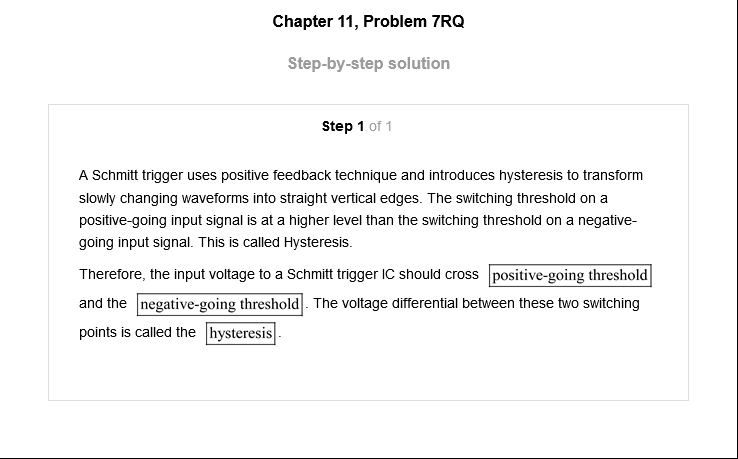 Chapter 11, Problem 7RQ
Step-by-step solution
Step 1 of 1
A Schmitt trigger uses positive feedback technique and introduces hysteresis to transform
slowly changing waveforms into straight vertical edges. The switching threshold on a
positive-going input signal is at a higher level than the switching threshold on a negative-
going input signal. This is called Hysteresis.
Therefore, the input voltage to a Schmitt trigger IC should cross positive-going threshold
and the negative-going threshold. The voltage differential between these two switching
points is called the hysteresis.